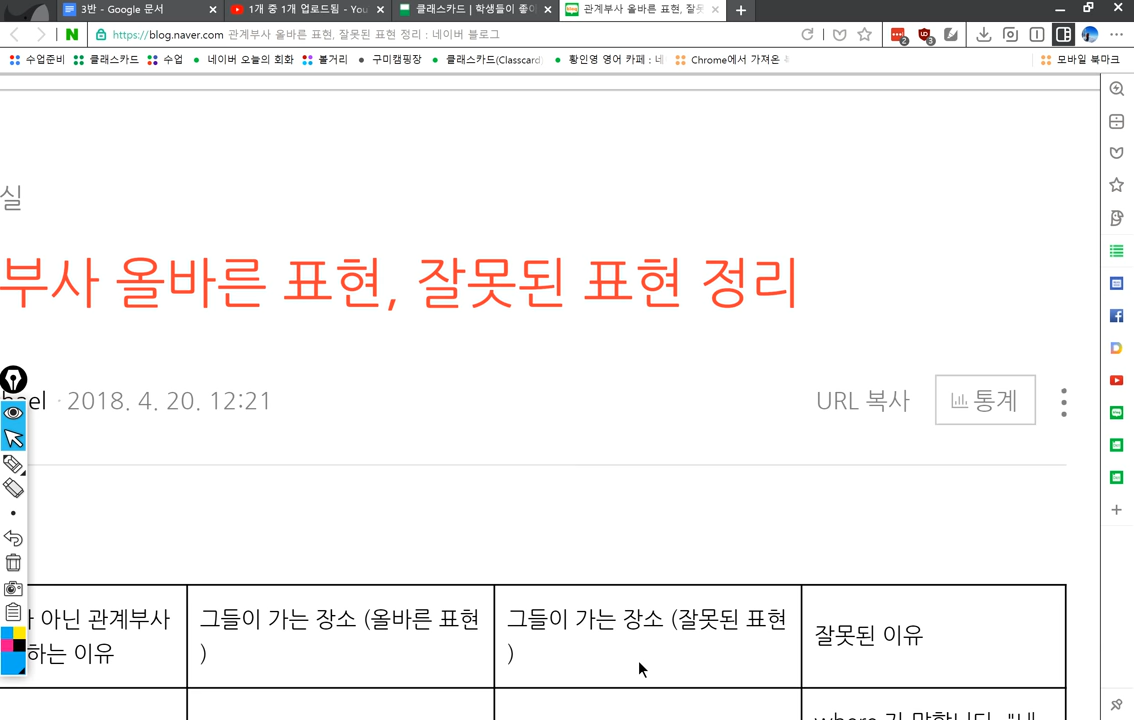 3반 - Google 문서
1개 중 1개 업로드됨 - You
클래스카드 | 학생들이 좋아
관계부사 올바른 표현, 잘못
https://blog.naver.com 관계부사 올바른 표현, 잘못된 표현 정리 : 네이버 블로그
수업준비 클래스카드 수업 네이버 오늘의 회화 볼거리 구미캠핑장 클래스카드(Classcard) 황인영 영어 카페 : 네 Chrome에서 가져온 모바일 북마크
실
부사 올바른 표현, 잘못된 표현 정리
hael · 2018. 4. 20. 12:21
URL 복사
통계
아닌 관계부사
하는 이유
그들이 가는 장소 (올바른 표현
)
그들이 가는 장소 (잘못된 표현
)
잘못된 이유
where 가 말합니다. "네